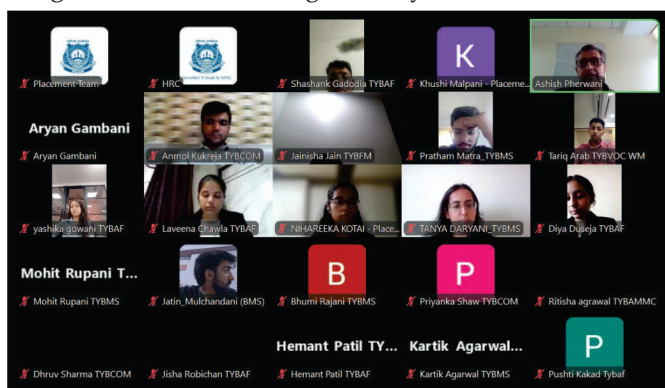 Placement Team
HRC
Shashank Gadodia TYBAF
K
Khushi Malpani - Placeme...
Ashish Pherwani
Aryan Gambani
Aryan Gambani
Anmol Kukreja TYBCOM
Jainisha Jain TYBFM
Pratham Matra_TYBMS
Tariq Arab TYBVOC WM
yashika gowani TYBAF
Laveena Chawla TYBAF
NIHAREEKA KOTAI - Place...
TANYA DARYANI_TYBMS
Diya Duseja TYBAF
Mohit Rupani T...
Mohit Rupani TYBMS
Jatin_Mulchandani (BMS)
B
Bhumi Rajani TYBMS
P
Priyanka Shaw TYBCOM
Ritisha agrawal TYBAMMC
Dhruv Sharma TYBCOM
Jisha Robichan TYBAF
Hemant Patil TY...
Hemant Patil TYBAF
Kartik Agarwal...
Kartik Agarwal TYBMS
P
Pushti Kakad Tybaf